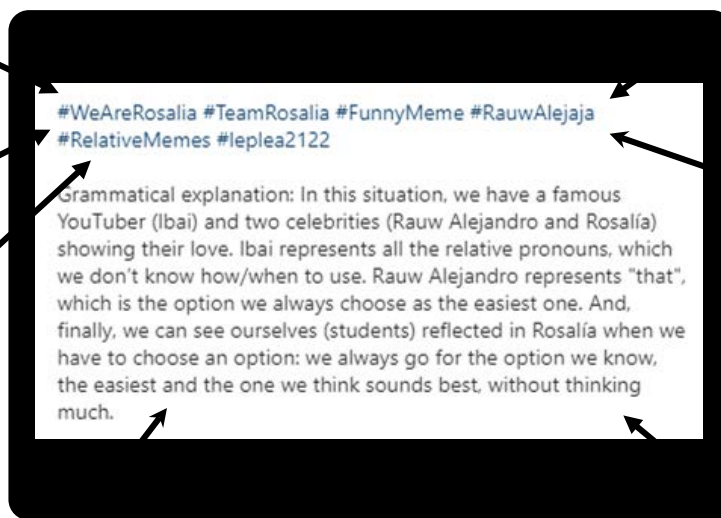 #WeAreRosalia #TeamRosalia #FunnyMeme #RauwAlejaja
#RelativeMemes #leplea2122
Grammatical explanation: In this situation, we have a famous
YouTuber (Ibai) and two celebrities (Rauw Alejandro and Rosalía)
showing their love. Ibai represents all the relative pronouns, which
we don't know how/when to use. Rauw Alejandro represents "that",
which is the option we always choose as the easiest one. And,
finally, we can see ourselves (students) reflected in Rosalía when we
have to choose an option: we always go for the option we know,
the easiest and the one we think sounds best, without thinking
much.